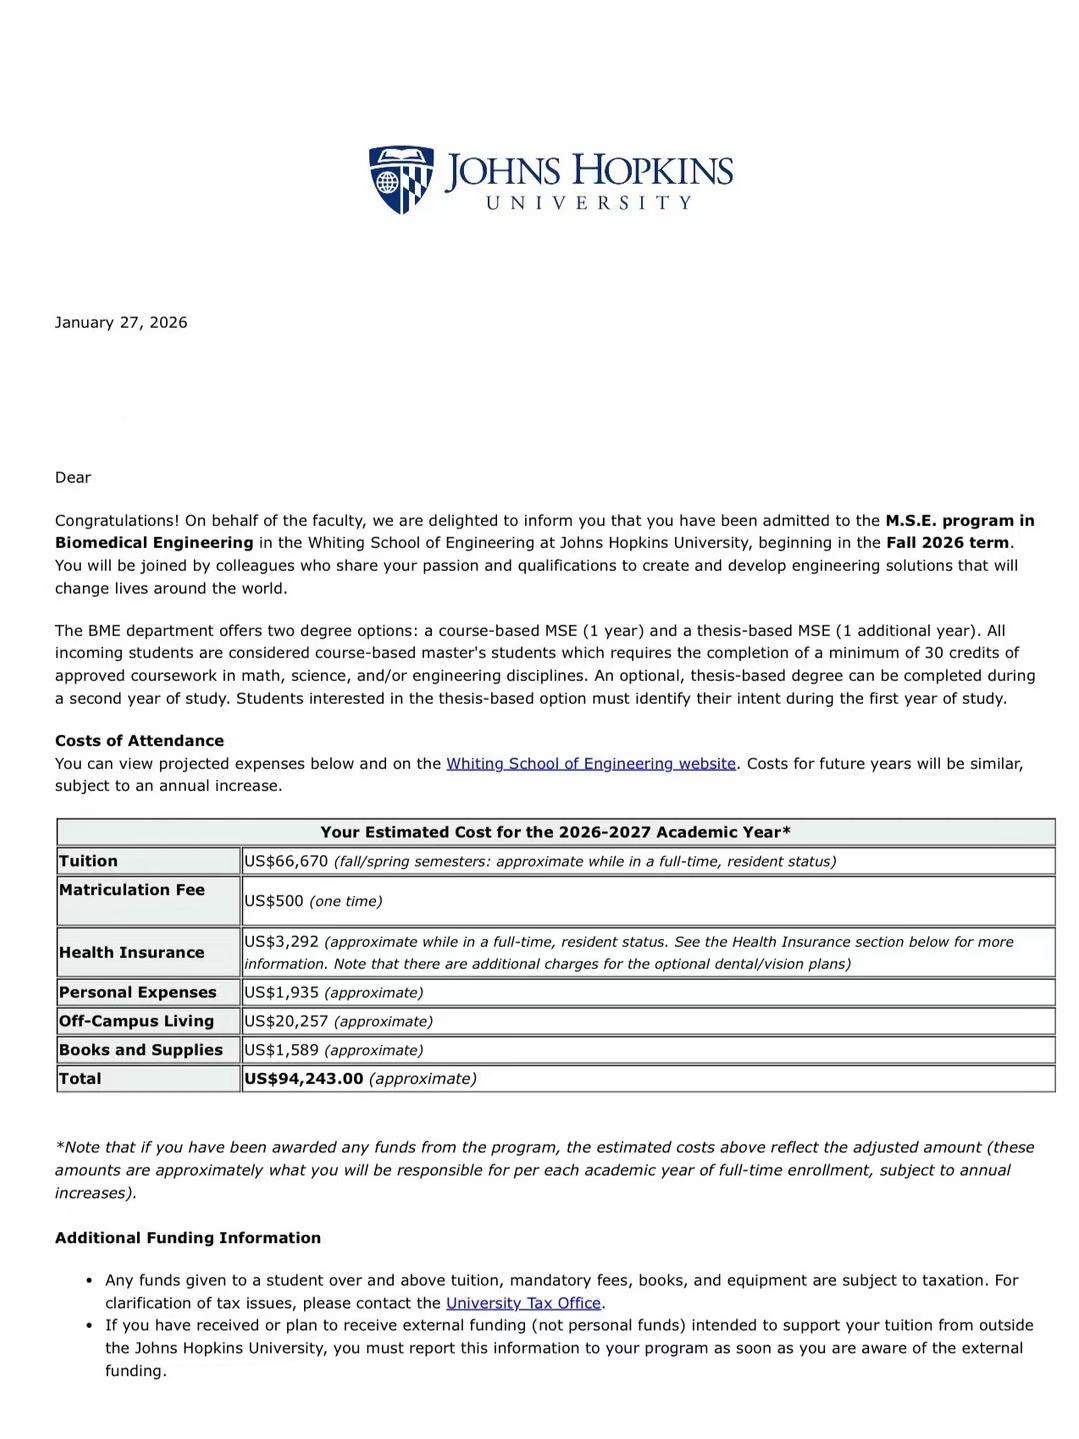 JOHNS HOPKINS
UNIVERSITY
January 27, 2026
Dear
Congratulations! On behalf of the faculty, we are delighted to inform you that you have been admitted to the M.S.E. program in
Biomedical Engineering in the Whiting School of Engineering at Johns Hopkins University, beginning in the Fall 2026 term.
You will be joined by colleagues who share your passion and qualifications to create and develop engineering solutions that will
change lives around the world.
The BME department offers two degree options: a course-based MSE (1 year) and a thesis-based MSE (1 additional year). All
incoming students are considered course-based master's students which requires the completion of a minimum of 30 credits of
approved coursework in math, science, and/or engineering disciplines. An optional, thesis-based degree can be completed during
a second year of study. Students interested in the thesis-based option must identify their intent during the first year of study.
Costs of Attendance
You can view projected expenses below and on the Whiting School of Engineering website. Costs for future years will be similar,
subject to an annual increase.
Your Estimated Cost for the 2026-2027 Academic Year*
Tuition US$66,670 (fall/spring semesters: approximate while in a full-time, resident status)
Matriculation Fee US$500 (one time)
Health Insurance US$3,292 (approximate while in a full-time, resident status. See the Health Insurance section below for more
information. Note that there are additional charges for the optional dental/vision plans)
Personal Expenses US$1,935 (approximate)
Off-Campus Living US$20,257 (approximate)
Books and Supplies US$1,589 (approximate)
Total US$94,243.00 (approximate)
*Note that if you have been awarded any funds from the program, the estimated costs above reflect the adjusted amount (these
amounts are approximately what you will be responsible for per each academic year of full-time enrollment, subject to annual
increases).
Additional Funding Information
• Any funds given to a student over and above tuition, mandatory fees, books, and equipment are subject to taxation. For
clarification of tax issues, please contact the University Tax Office.
• If you have received or plan to receive external funding (not personal funds) intended to support your tuition from outside
the Johns Hopkins University, you must report this information to your program as soon as you are aware of the external
funding.